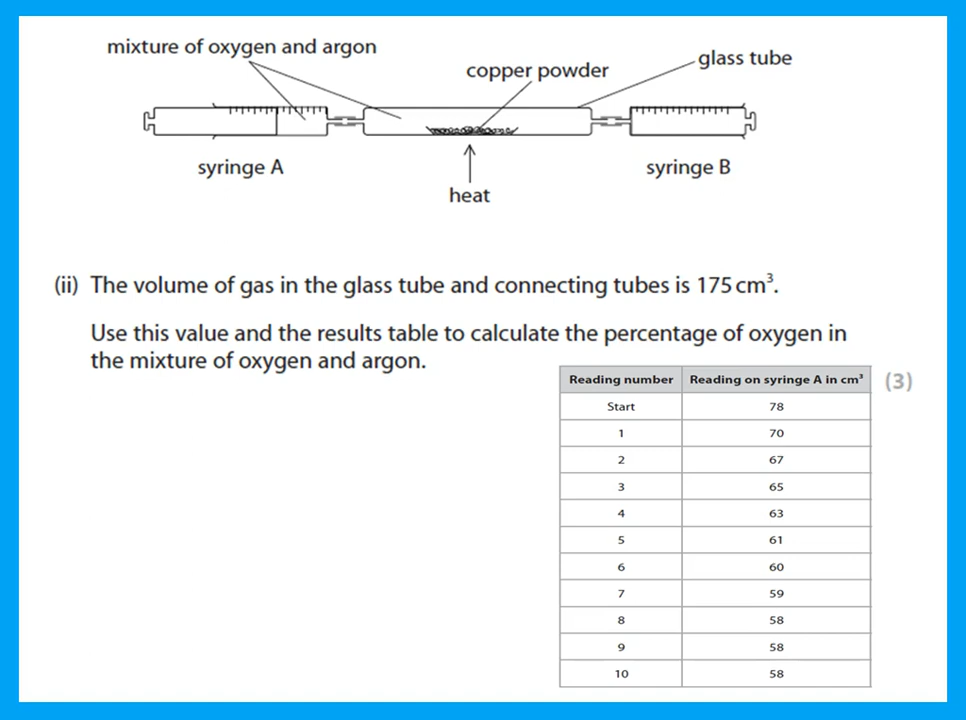 mixture of oxygen and argon
copper powder
glass tube
syringe A
syringe B
heat
(ii) The volume of gas in the glass tube and connecting tubes is 175 cm³.
Use this value and the results table to calculate the percentage of oxygen in
the mixture of oxygen and argon.
(3)
Reading number Reading on syringe A in cm³
Start 78
1 70
2 67
3 65
4 63
5 61
6 60
7 59
8 58
9 58
10 58